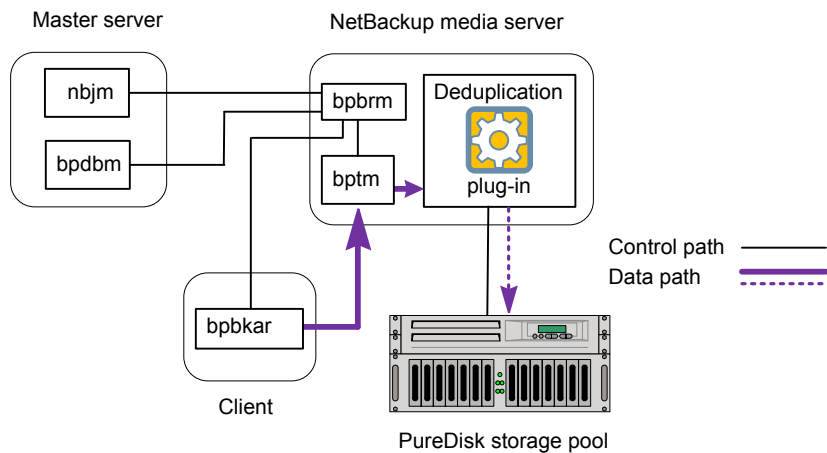 Master server
NetBackup media server
nbjm
bpdbm
bpbrm
bptm
Deduplication
plug-in
Control path
Data path
bpbkar
Client
PureDisk storage pool